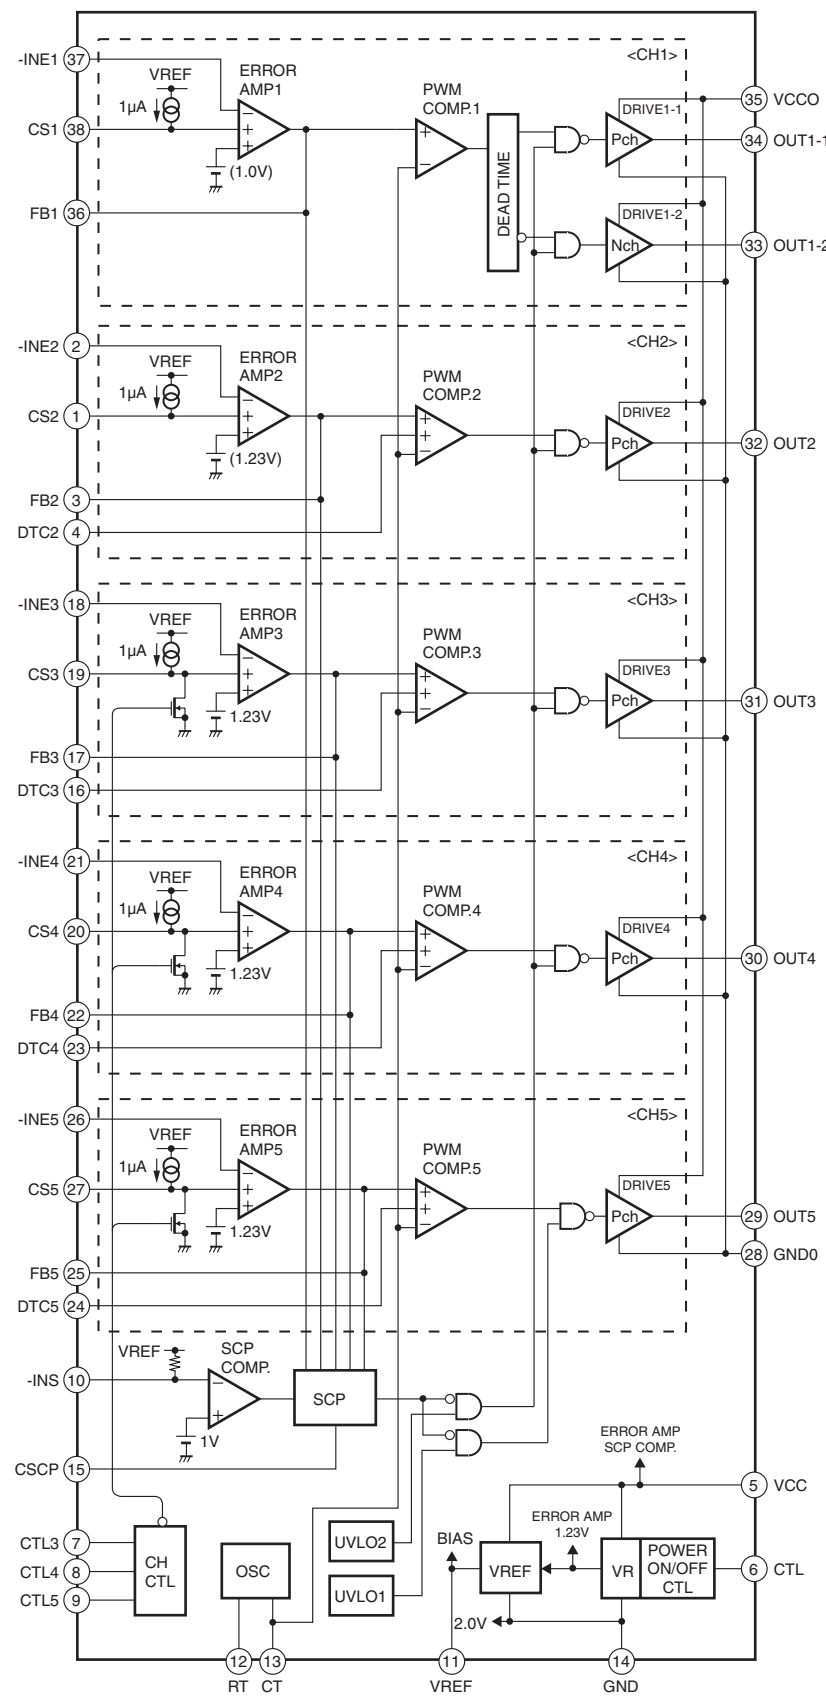 <CH1>
-INE1 37
VREF
ERROR
AMP1
PWM
COMP.1
1µA
DRIVE1-1
35 VCCO
CS1 38
Pch
34 OUT1-1
(1.0V)
DEAD TIME
FB1 36
DRIVE1-2
Nch
33 OUT1-2
<CH2>
-INE2 2
VREF
ERROR
AMP2
PWM
COMP.2
1µA
DRIVE2
CS2 1
Pch
32 OUT2
(1.23V)
FB2 3
DTC2 4
<CH3>
-INE3 18
VREF
ERROR
AMP3
PWM
COMP.3
1µA
DRIVE3
CS3 19
Pch
31 OUT3
1.23V
FB3 17
DTC3 16
<CH4>
-INE4 21
VREF
ERROR
AMP4
PWM
COMP.4
1µA
DRIVE4
CS4 20
Pch
30 OUT4
1.23V
FB4 22
DTC4 23
<CH5>
-INE5 26
VREF
ERROR
AMP5
PWM
COMP.5
1µA
DRIVE5
CS5 27
Pch
29 OUT5
1.23V
28 GND0
FB5 25
DTC5 24
VREF
SCP
COMP.
-INS 10
SCP
1V
CSCP 15
ERROR AMP
SCP COMP.
5 VCC
ERROR AMP
1.23V
CTL3 7
CTL4 8
CTL5 9
CH
CTL
OSC
UVLO2
UVLO1
BIAS
VREF
VR
POWER
ON/OFF
CTL
6 CTL
2.0V
12
RT
13
CT
11
VREF
14
GND